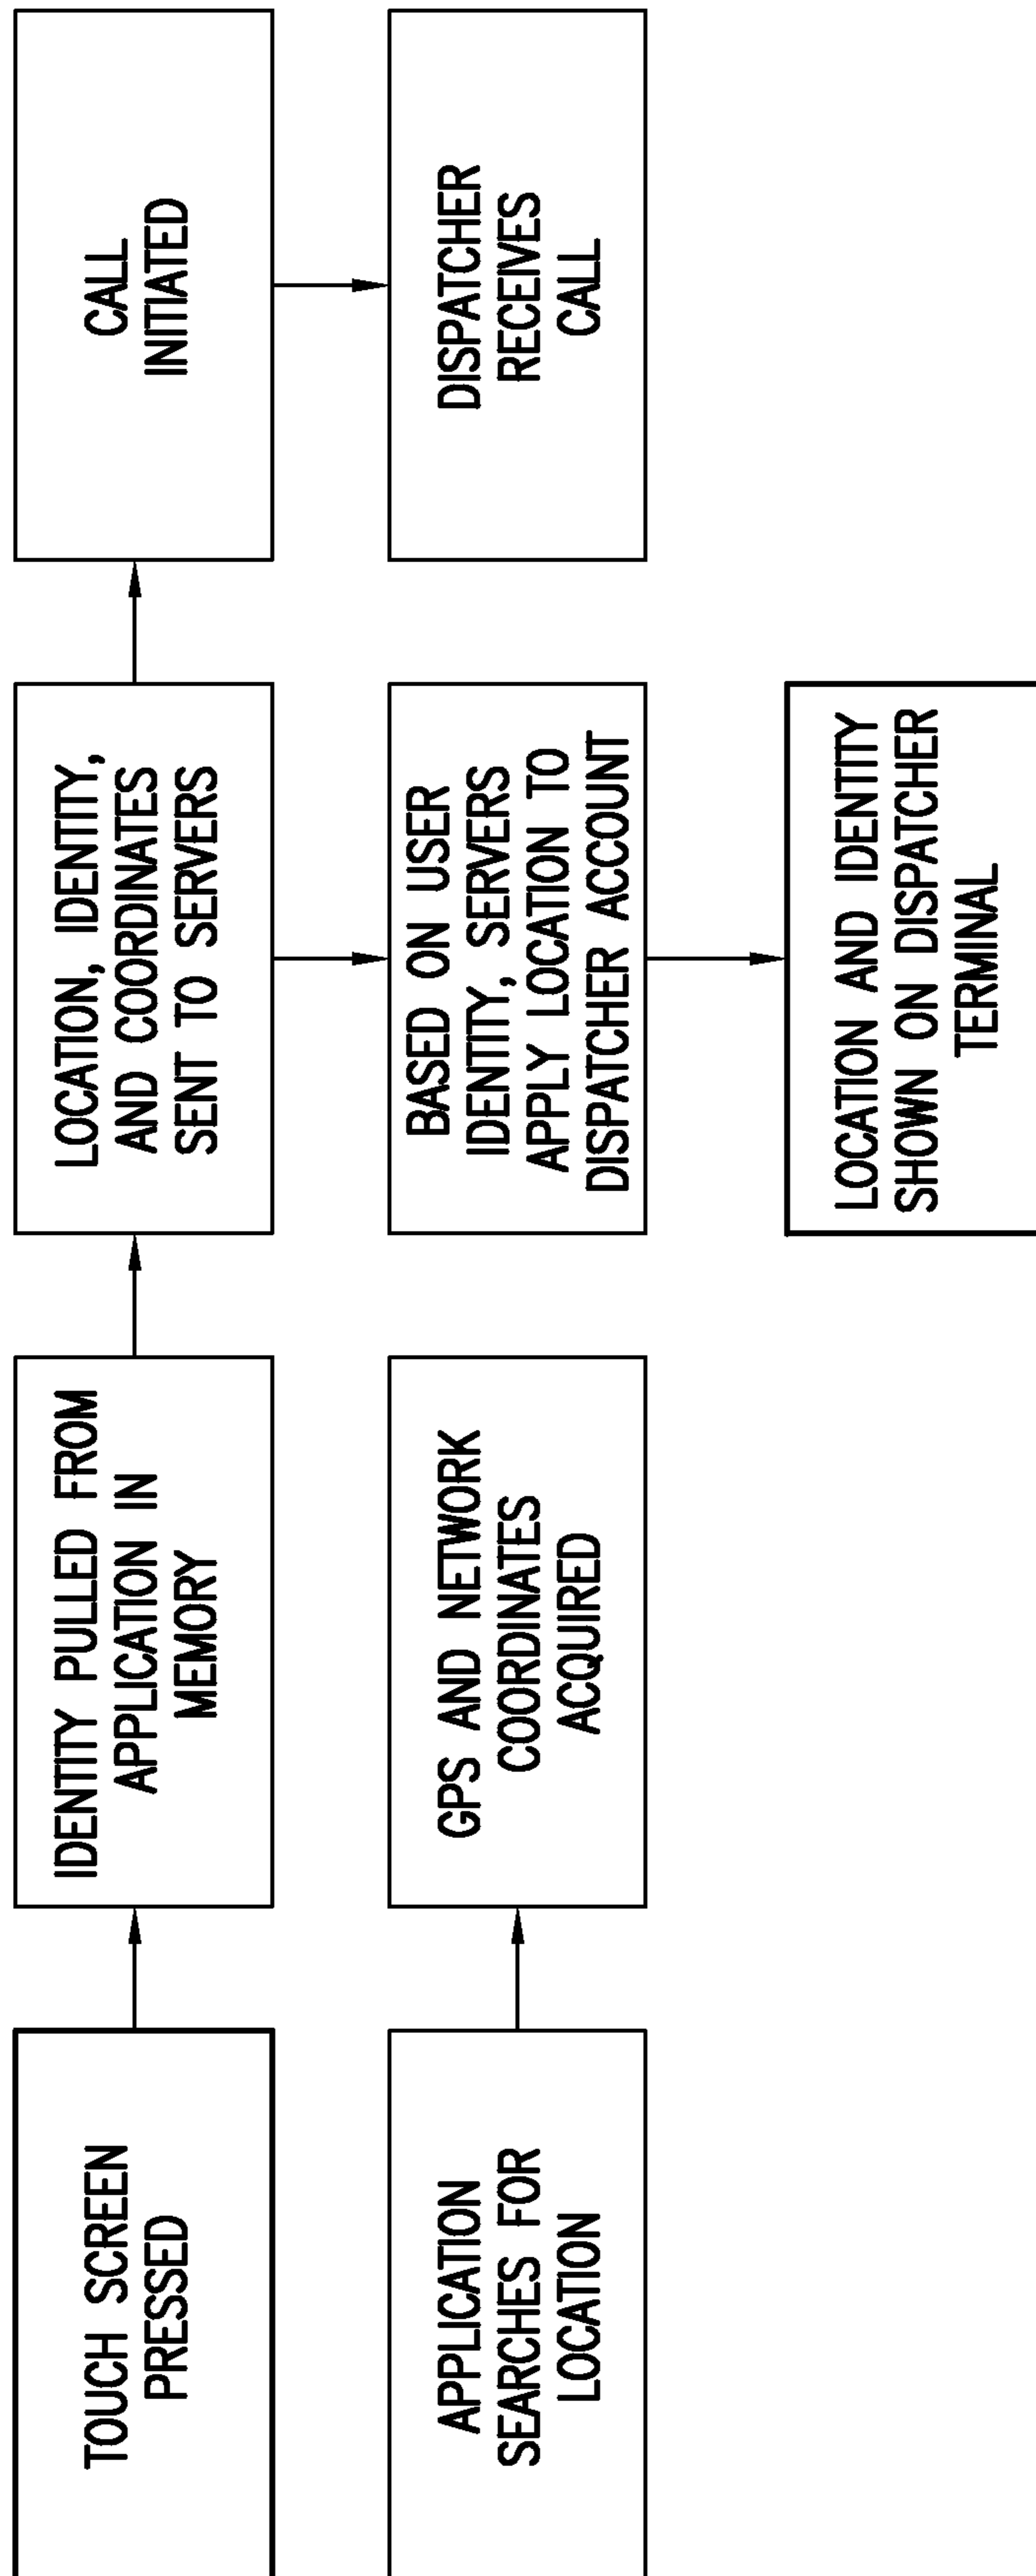 TOUCH SCREEN
PRESSED
IDENTITY PULLED FROM
APPLICATION IN
MEMORY
LOCATION, IDENTITY,
AND COORDINATES
SENT TO SERVERS
CALL
INITIATED
APPLICATION
SEARCHES FOR
LOCATION
GPS AND NETWORK
COORDINATES
ACQUIRED
BASED ON USER
IDENTITY, SERVERS
APPLY LOCATION TO
DISPATCHER ACCOUNT
DISPATCHER
RECEIVES
CALL
LOCATION AND IDENTITY
SHOWN ON DISPATCHER
TERMINAL